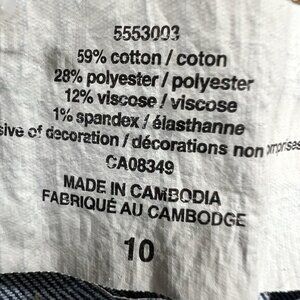 5553003
59% cotton / coton
28% polyester / polyester
12% viscose / viscose
1% spandex / élasthanne
of decoration / décorations non
CA08349
MADE IN CAMBODIA
FABRIQUÉ AU CAMBODGE
10